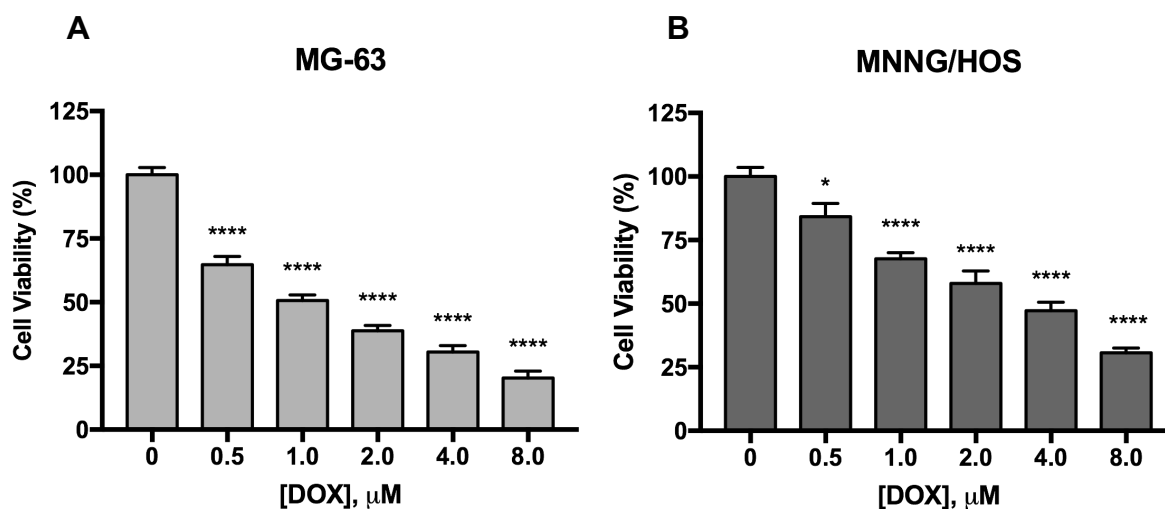 A
MG-63
Cell Viability (%)
125
100
75
50
25
0
****
****
****
****
****
0 0.5 1.0 2.0 4.0 8.0
[DOX], μM
B
MNNG/HOS
Cell Viability (%)
125
100
75
50
25
0
*
****
****
****
****
0 0.5 1.0 2.0 4.0 8.0
[DOX], μM